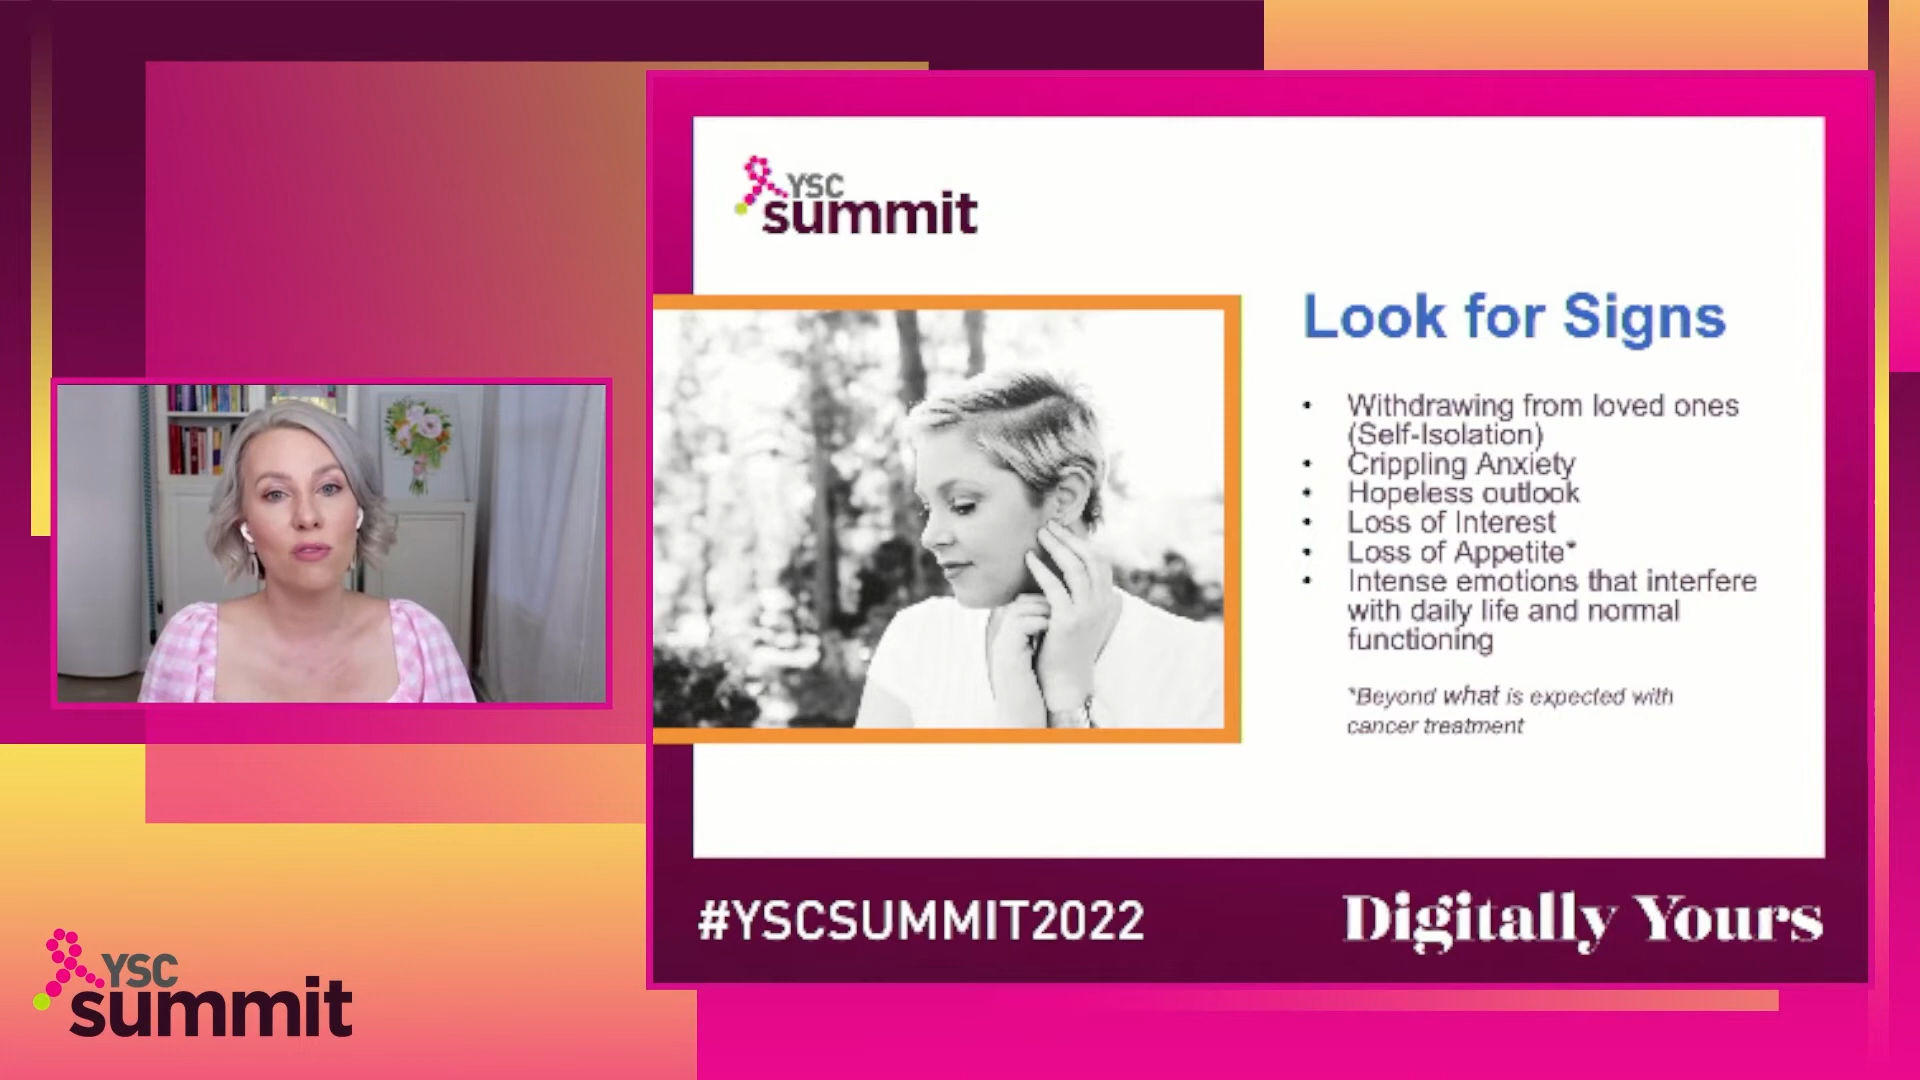 YSC
summit
Look for Signs
• Withdrawing from loved ones
(Self-Isolation)
• Crippling Anxiety
• Hopeless outlook
• Loss of Interest
• Loss of Appetite*
• Intense emotions that interfere
with daily life and normal
functioning
*Beyond what is expected with
cancer treatment
#YSCSUMMIT2022
Digitally Yours
YSC
summit